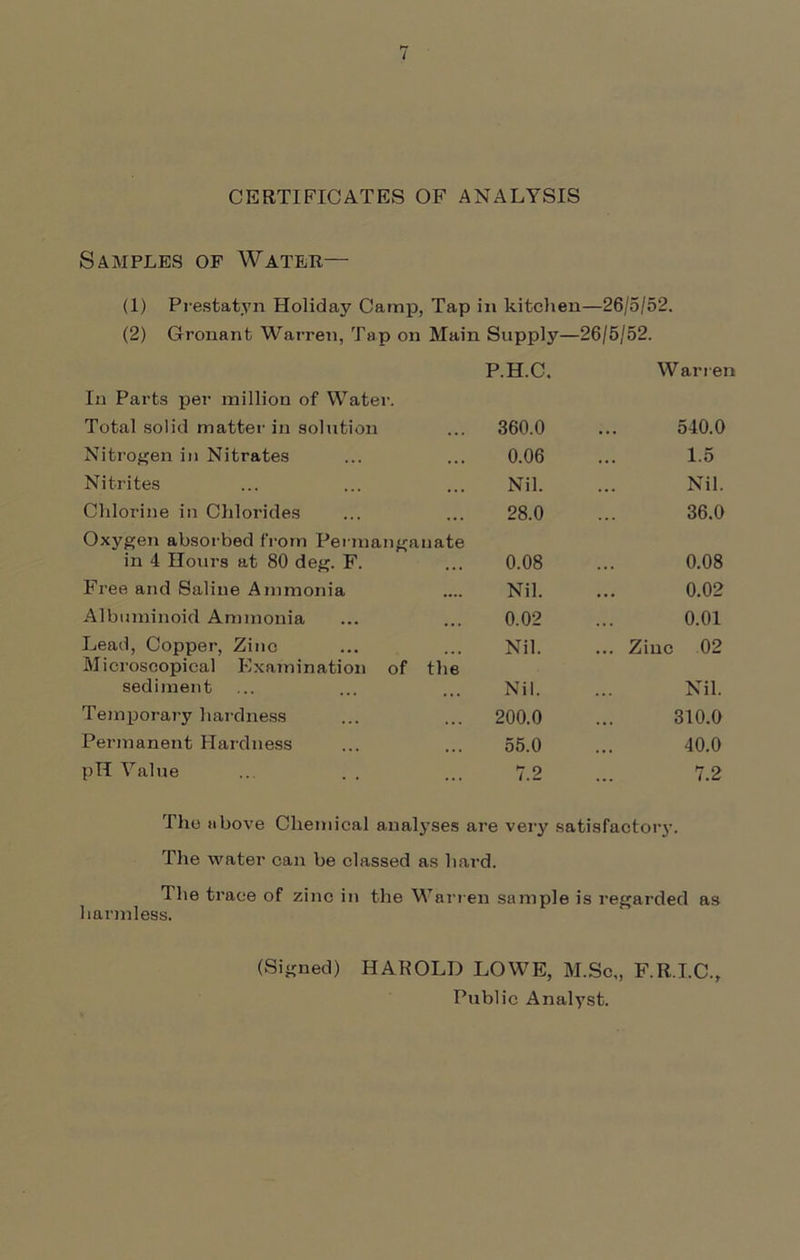 7
CERTIFICATES OF ANALYSIS
SAMPLES OF WATER—
(1) Prestatyn Holiday Camp, Tap in kitchen—26/5/52.
(2) Gronant Warren, Tap on Main Supply—26/5/52.
P.H.C. Warren
In Parts per million of Water.
Total solid matter in solution ... 360.0 ... 540.0
Nitrogen in Nitrates ... ... 0.06 ... 1.5
Nitrites ... ... ... Nil. ... Nil.
Chlorine in Chlorides ... ... 28.0 ... 36.0
Oxygen absorbed from Permanganate
in 4 Hours at 80 deg. F. ... 0.08 ... 0.08
Free and Saline Ammonia .... Nil. ... 0.02
Albuminoid Ammonia ... ... 0.02 ... 0.01
Lead, Copper, Zinc ... ... Nil. ... Zinc .02
Microscopical Examination of the
sediment ... ... ... Nil. ... Nil.
Temporary hardness ... ... 200.0 ... 310.0
Permanent Hardness ... ... 55.0 ... 40.0
pH Value ... . . ... 7.2 ... 7.2
The above Chemical analyses are very satisfactory.
The water can be classed as hard.
The trace of zinc in the Warren sample is regarded as
harmless.
(Signed) HAROLD LOWE, M.Sc,, F.R.I.C.,
Public Analyst.